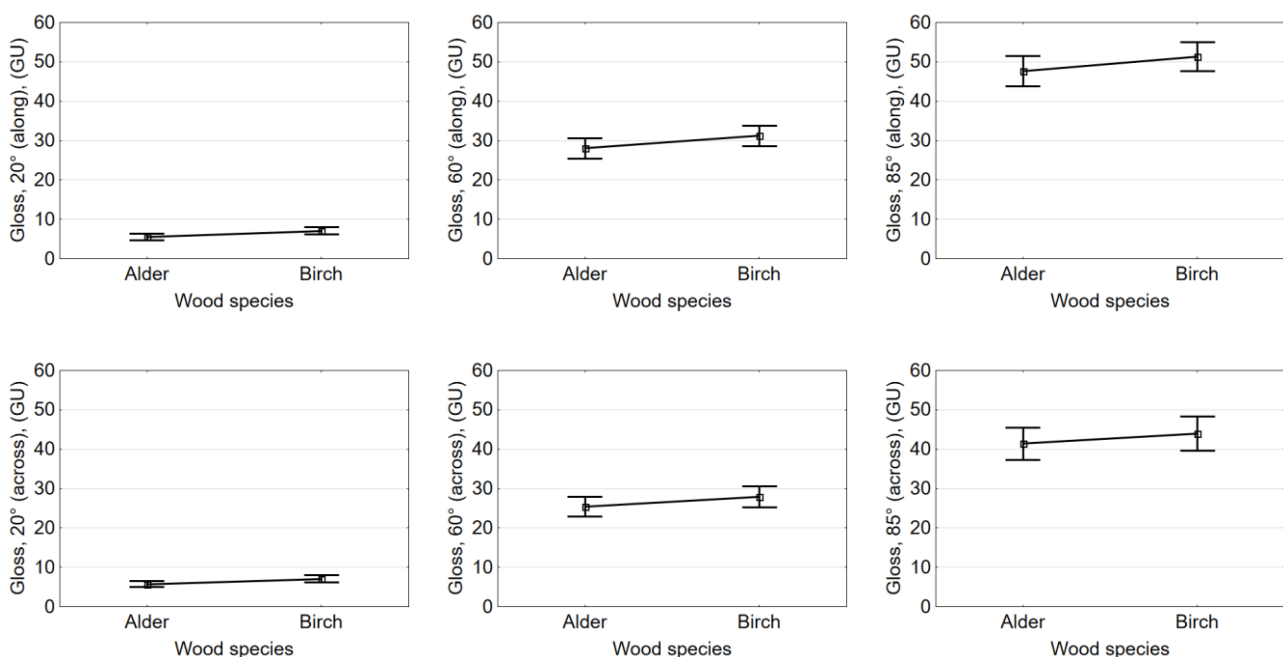 Gloss, 20° (along), (GU)
60
50
40
30
20
10
0
Alder Birch
Wood species
Gloss, 60° (along), (GU)
60
50
40
30
20
10
0
Alder Birch
Wood species
Gloss, 85° (along), (GU)
60
50
40
30
20
10
0
Alder Birch
Wood species
Gloss, 20° (across), (GU)
60
50
40
30
20
10
0
Alder Birch
Wood species
Gloss, 60° (across), (GU)
60
50
40
30
20
10
0
Alder Birch
Wood species
Gloss, 85° (across), (GU)
60
50
40
30
20
10
0
Alder Birch
Wood species